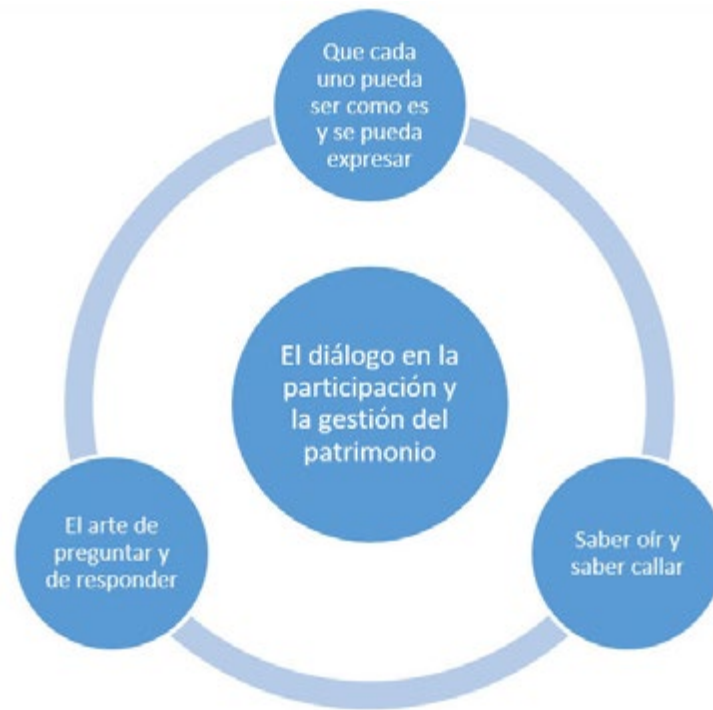 Que cada
uno pueda
ser como es
y se pueda
expresar
El diálogo en la
participación y
la gestión del
patrimonio
El arte de
preguntar y
de responder
Saber oír y
saber callar